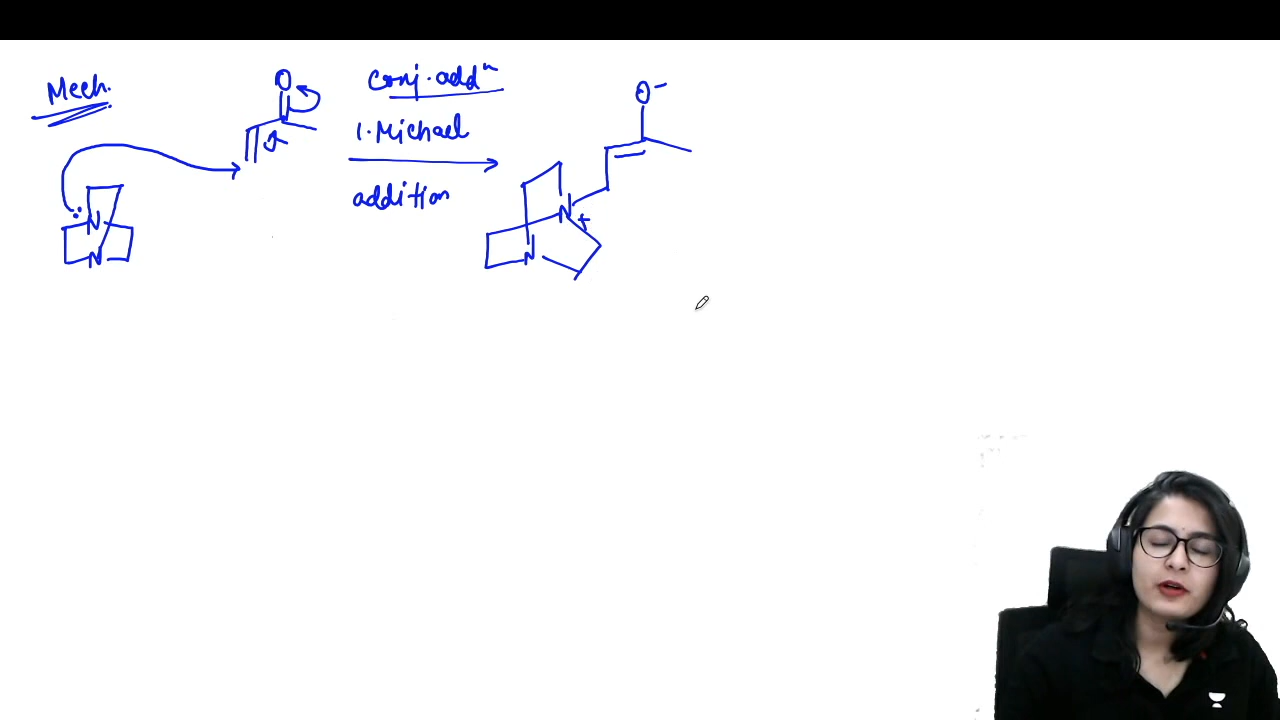 Mech.
O
conj. addⁿ
1. Michael
addition
O⁻
N
N
N
+
N